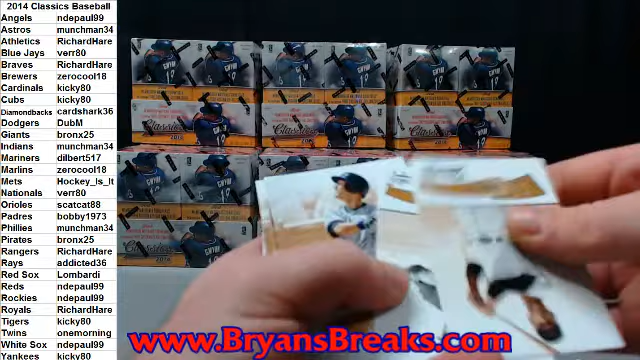 2014 Classics Baseball
Angels ndepaul99
Astros munchman34
Athletics RichardHare
Blue Jays verr80
Braves RichardHare
Brewers zerocool18
Cardinals kicky80
Cubs kicky80
Diamondbacks cardshark36
Dodgers DubM
Giants bronx25
Indians munchman34
Mariners dilbert517
Marlins zerocool18
Mets Hockey_Is_It
Nationals verr80
Orioles scatcat88
Padres bobby1973
Phillies munchman34
Pirates bronx25
Rangers RichardHare
Rays addicted36
Red Sox Lombardi
Reds ndepaul99
Rockies ndepaul99
Royals RichardHare
Tigers kicky80
Twins onemorning
White Sox ndepaul99
Yankees kicky80
GWYNN 19
Classics
www.BryansBreaks.com